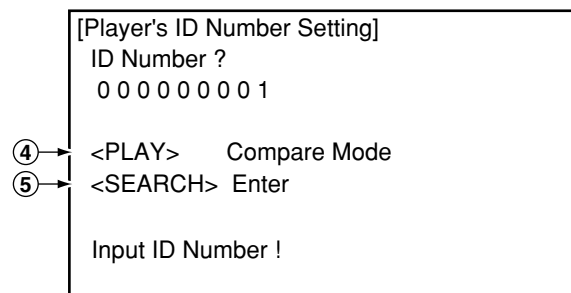 [Player's ID Number Setting]
ID Number ?
0 0 0 0 0 0 0 0 1
④ <PLAY> Compare Mode
⑤ <SEARCH> Enter
Input ID Number !